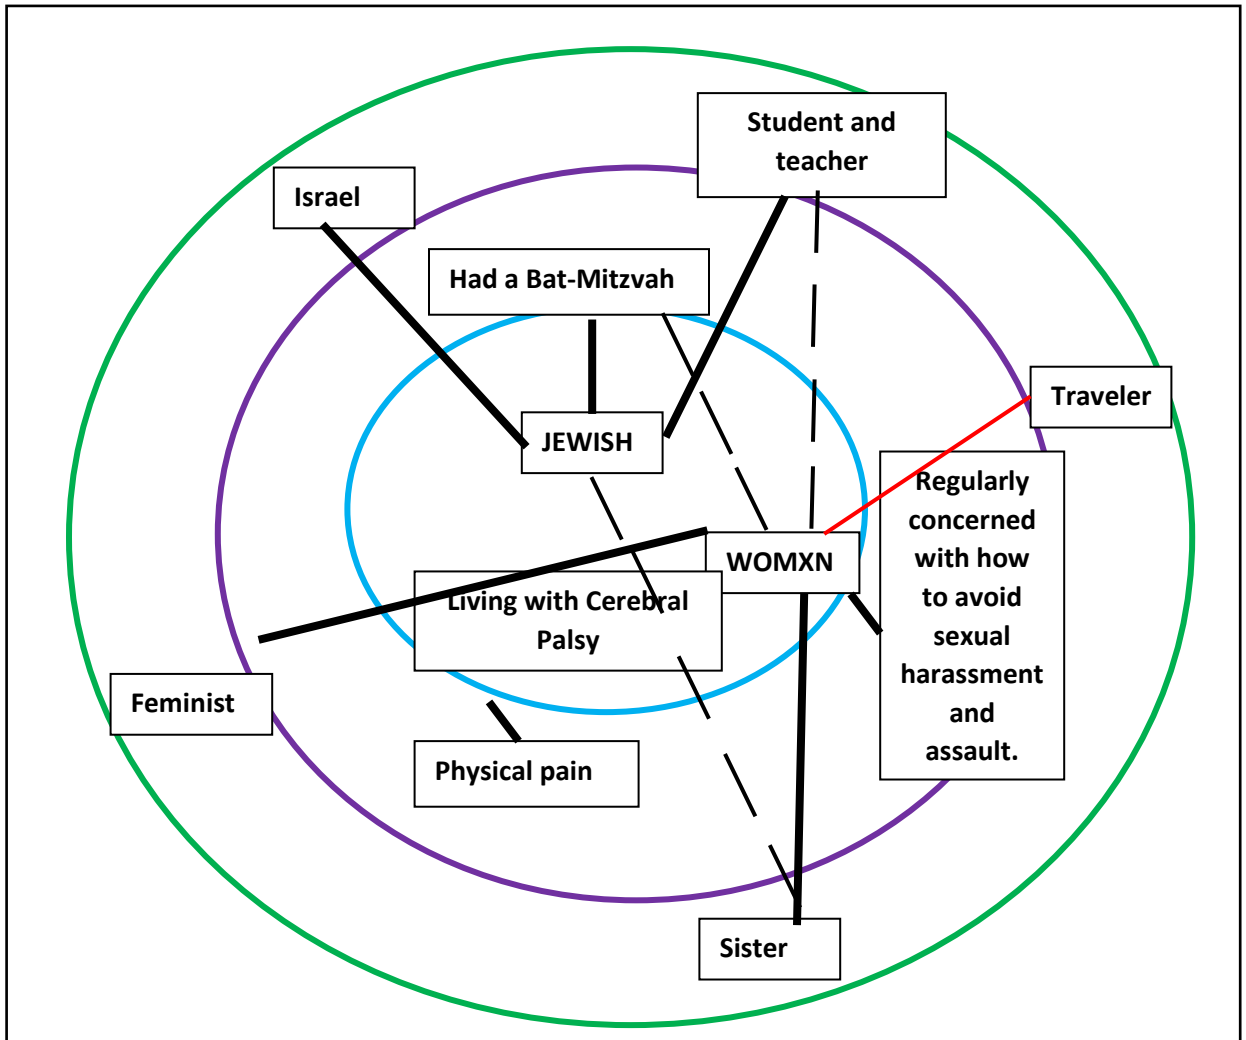 Student and
teacher
Israel
Had a Bat-Mitzvah
Traveler
JEWISH
Regularly
concerned
with how
to avoid
sexual
harassment
and
assault.
WOMXN
Living with Cerebral
Palsy
Feminist
Physical pain
Sister